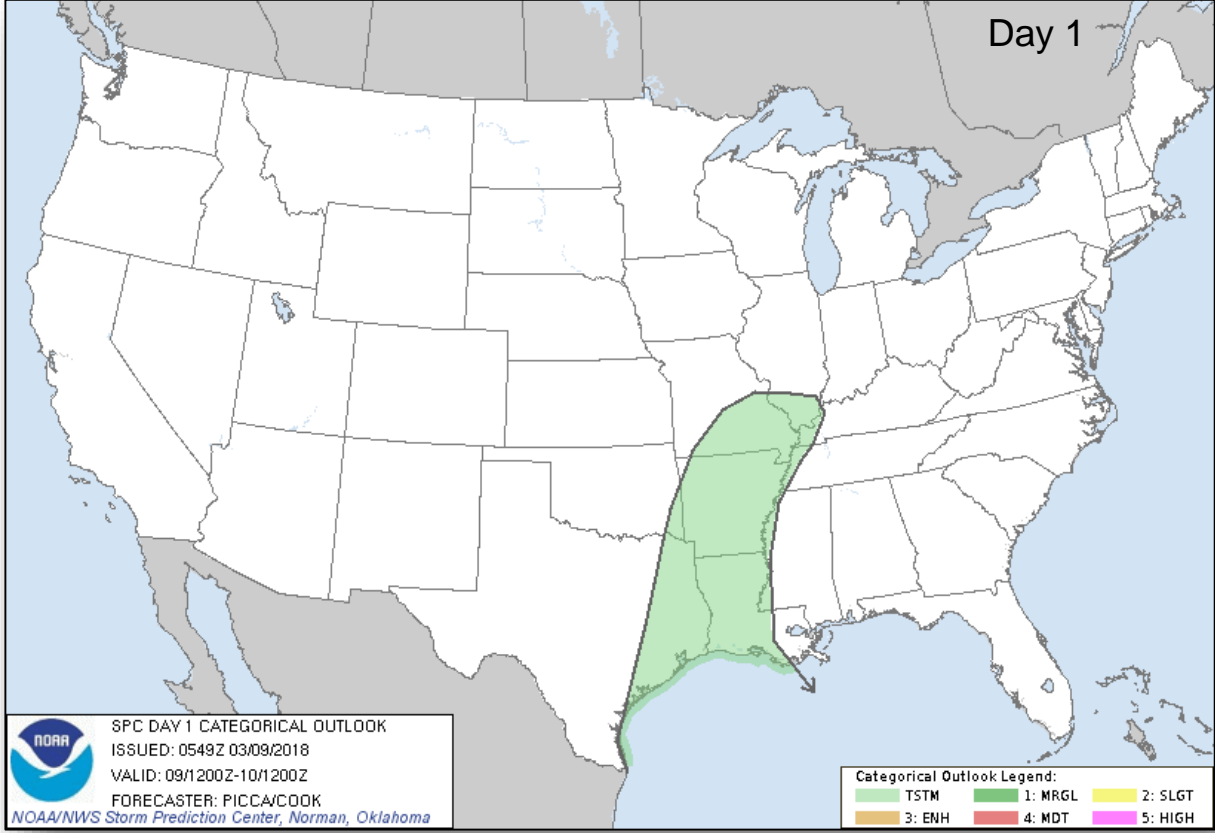 Day 1
NOAA
SPC DAY 1 CATEGORICAL OUTLOOK
ISSUED: 0549Z 03/09/2018
VALID: 09/1200Z-10/1200Z
FORECASTER: PICCA/COOK
NOAA/NWS Storm Prediction Center, Norman, Oklahoma
Categorical Outlook Legend:
TSTM 1: MRGL 2: SLGT
3: ENH 4: MDT 5: HIGH